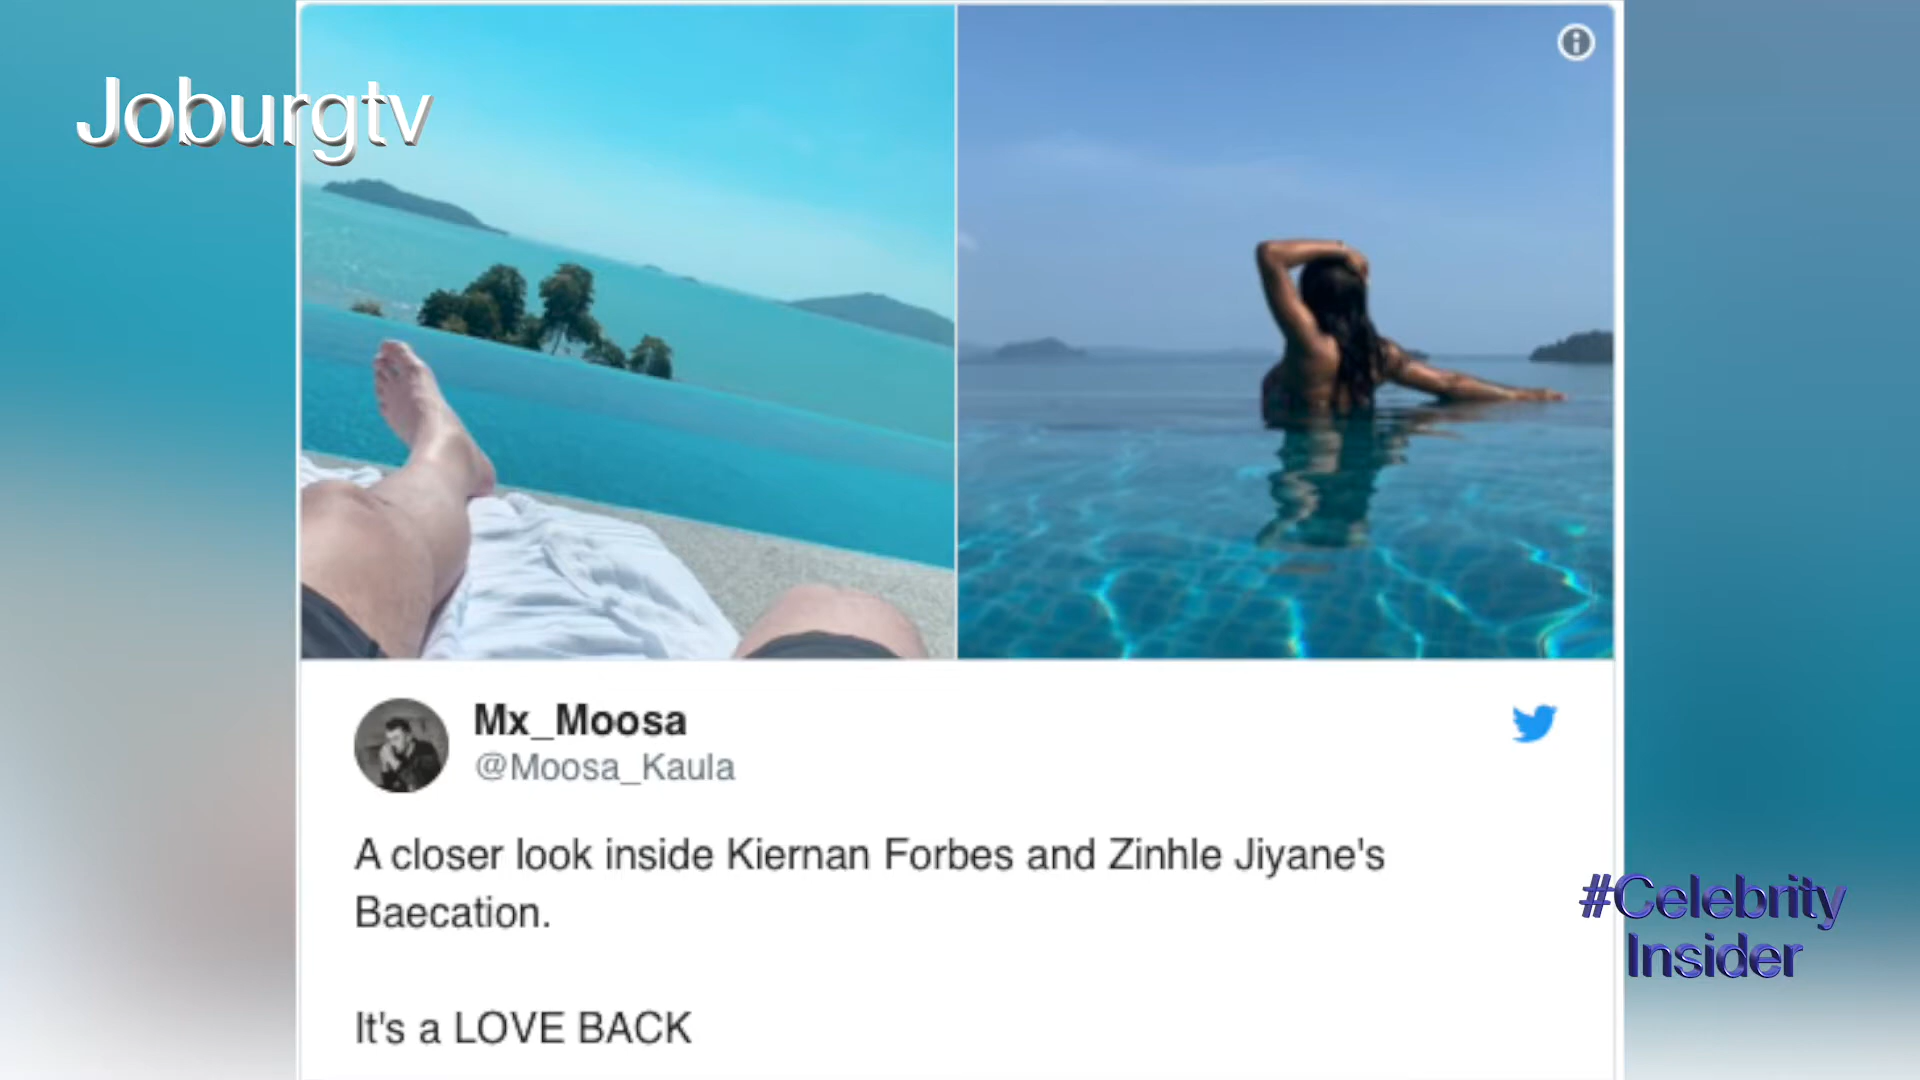 Joburgtv
Mx_Moosa
@Moosa_Kaula
A closer look inside Kiernan Forbes and Zinhle Jiyane's
Baecation.
It's a LOVE BACK
#Celebrity
Insider